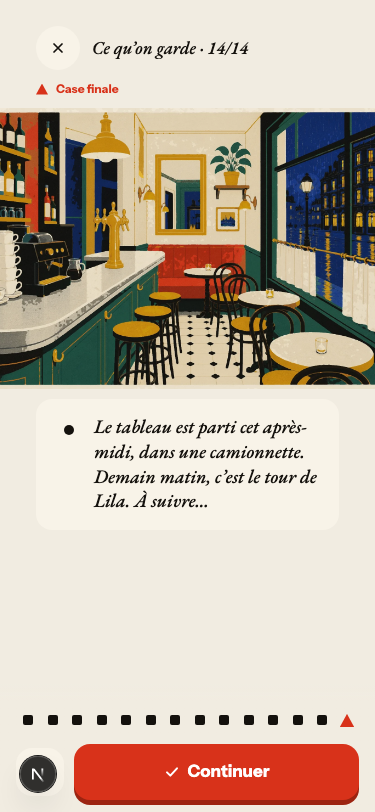 Ce qu’on garde · 14/14
Case finale
Le tableau est parti cet après-
midi, dans une camionnette.
Demain matin, c’est le tour de
Lila. À suivre…
N
Continuer